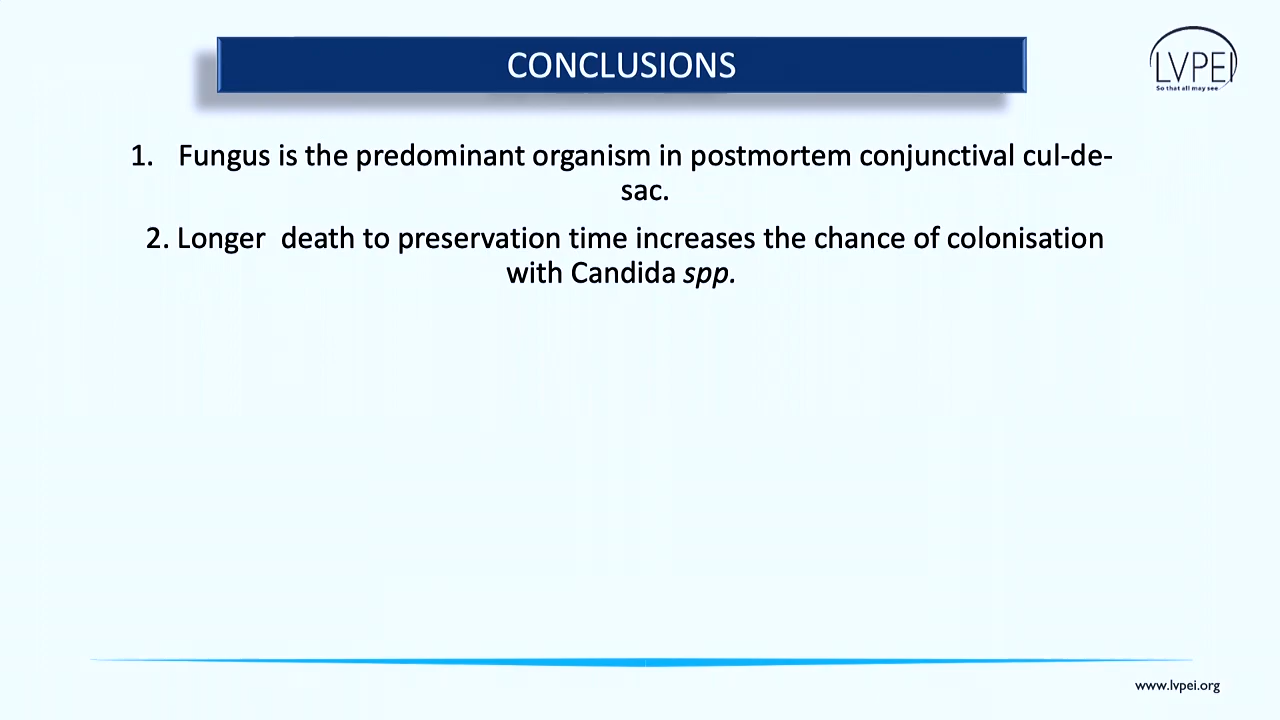 CONCLUSIONS
LVPEI
So that all may see
1. Fungus is the predominant organism in postmortem conjunctival cul-de-
sac.
2. Longer death to preservation time increases the chance of colonisation
with Candida spp.
www.lvpei.org